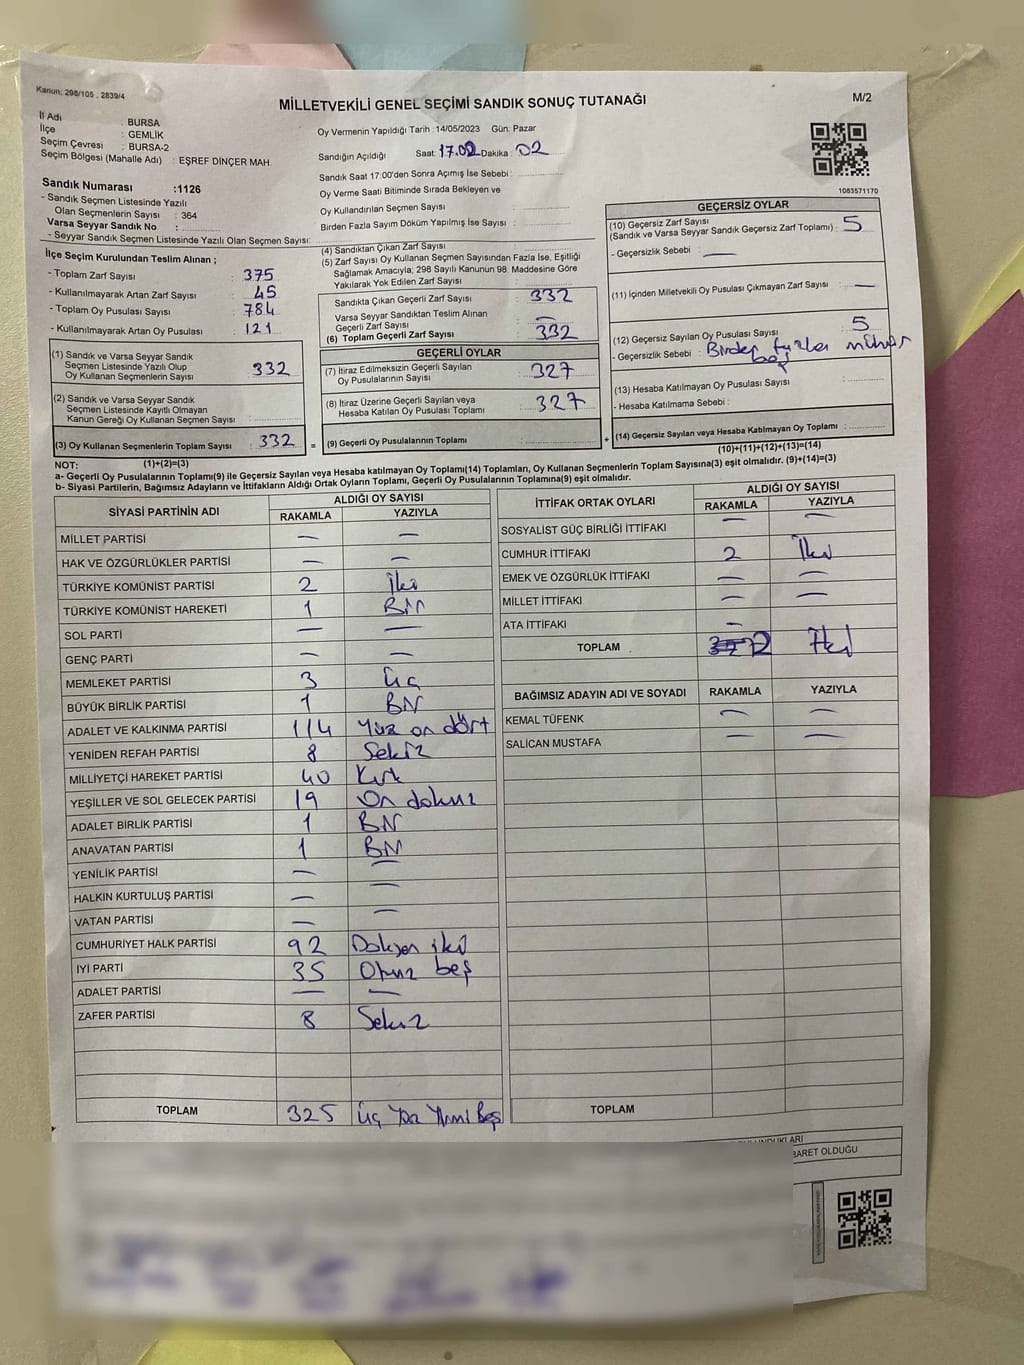 Kanun; 298/105 , 2839/4
MİLLETVEKİLİ GENEL SEÇİMİ SANDIK SONUÇ TUTANAĞI
M/2
İl Adı : BURSA
İlçe : GEMLİK
Seçim Çevresi : BURSA-2
Seçim Bölgesi (Mahalle Adı) : EŞREF DİNÇER MAH.
Sandık Numarası :1126
- Sandık Seçmen Listesinde Yazılı
Olan Seçmenlerin Sayısı : 364
Varsa Seyyar Sandık No :
- Seyyar Sandık Seçmen Listesinde Yazılı Olan Seçmen Sayısı:
Oy Vermenin Yapıldığı Tarih : 14/05/2023 Gün: Pazar
Sandığın Açıldığı Saat: 17.02 Dakika : 02
Sandık Saat 17:00'den Sonra Açımış İse Sebebi :
Oy Verme Saati Bitiminde Sırada Bekleyen ve
Oy Kullandırılan Seçmen Sayısı :
Birden Fazla Sayım Döküm Yapılmış İse Sayısı :
1083571170
İlçe Seçim Kurulundan Teslim Alınan ;
- Toplam Zarf Sayısı : 375
- Kullanılmayarak Artan Zarf Sayısı : 45
- Toplam Oy Pusulası Sayısı : 784
- Kullanılmayarak Artan Oy Pusulası : 121
(1) Sandık ve Varsa Seyyar Sandık
Seçmen Listesinde Yazılı Olup
Oy Kullanan Seçmenlerin Sayısı : 332
(2) Sandık ve Varsa Seyyar Sandık
Seçmen Listesinde Kayıtlı Olmayan
Kanun Gereği Oy Kullanan Seçmen Sayısı :
(3) Oy Kullanan Seçmenlerin Toplam Sayısı : 332 =
(4) Sandıktan Çıkan Zarf Sayısı :
(5) Zarf Sayısı Oy Kullanan Seçmen Sayısından Fazla İse, Eşitliği
Sağlamak Amacıyla; 298 Sayılı Kanunun 98. Maddesine Göre
Yakılarak Yok Edilen Zarf Sayısı :
Sandıkta Çıkan Geçerli Zarf Sayısı : 332
Varsa Seyyar Sandıktan Teslim Alınan
Geçerli Zarf Sayısı : —
(6) Toplam Geçerli Zarf Sayısı : 332
GEÇERLİ OYLAR
(7) İtiraz Edilmeksizin Geçerli Sayılan
Oy Pusulalarının Sayısı : 327
(8) İtiraz Üzerine Geçerli Sayılan veya
Hesaba Katılan Oy Pusulası Toplamı : 327
(9) Geçerli Oy Pusulalarının Toplamı : +
GEÇERSİZ OYLAR
(10) Geçersiz Zarf Sayısı
(Sandık ve Varsa Seyyar Sandık Geçersiz Zarf Toplamı) : 5
- Geçersizlik Sebebi : —
(11) İçinden Milletvekili Oy Pusulası Çıkmayan Zarf Sayısı : —
(12) Geçersiz Sayılan Oy Pusulası Sayısı : 5
- Geçersizlik Sebebi : Birden fazla mühür
boş
(13) Hesaba Katılmayan Oy Pusulası Sayısı :
- Hesaba Katılmama Sebebi :
(14) Geçersiz Sayılan veya Hesaba Katılmayan Oy Toplamı :
(10)+(11)+(12)+(13)=(14)
NOT: (1)+(2)=(3)
a- Geçerli Oy Pusulalarının Toplamı(9) ile Geçersiz Sayılan veya Hesaba katılmayan Oy Toplamı(14) Toplamları, Oy Kullanan Seçmenlerin Toplam Sayısına(3) eşit olmalıdır. (9)+(14)=(3)
b- Siyasi Partilerin, Bağımsız Adayların ve İttifakların Aldığı Ortak Oyların Toplamı, Geçerli Oy Pusulalarının Toplamına(9) eşit olmalıdır.
SİYASİ PARTİNİN ADI ALDIĞI OY SAYISI
RAKAMLA YAZIYLA
MİLLET PARTİSİ — —
HAK VE ÖZGÜRLÜKLER PARTİSİ — —
TÜRKİYE KOMÜNİST PARTİSİ 2 İki
TÜRKİYE KOMÜNİST HAREKETİ 1 Bir
SOL PARTİ — —
GENÇ PARTİ — —
MEMLEKET PARTİSİ 3 Üç
BÜYÜK BİRLİK PARTİSİ 1 Bir
ADALET VE KALKINMA PARTİSİ 114 Yüz on dört
YENİDEN REFAH PARTİSİ 8 Sekiz
MİLLİYETÇİ HAREKET PARTİSİ 40 Kırk
YEŞİLLER VE SOL GELECEK PARTİSİ 19 On dokuz
ADALET BİRLİK PARTİSİ 1 Bir
ANAVATAN PARTİSİ 1 Bir
YENİLİK PARTİSİ — —
HALKIN KURTULUŞ PARTİSİ — —
VATAN PARTİSİ — —
CUMHURİYET HALK PARTİSİ 92 Doksan iki
İYİ PARTİ 35 Otuz beş
ADALET PARTİSİ — —
ZAFER PARTİSİ 8 Sekiz
TOPLAM 325 Üç Yüz Yirmi Beş
İTTİFAK ORTAK OYLARI ALDIĞI OY SAYISI
RAKAMLA YAZIYLA
SOSYALİST GÜÇ BİRLİĞİ İTTİFAKI — —
CUMHUR İTTİFAKI 2 İki
EMEK VE ÖZGÜRLÜK İTTİFAKI — —
MİLLET İTTİFAKI — —
ATA İTTİFAKI —
TOPLAM 2 İki
BAĞIMSIZ ADAYIN ADI VE SOYADI RAKAMLA YAZIYLA
KEMAL TÜFENK — —
SALİCAN MUSTAFA — —
TOPLAM
BARET OLDUĞU